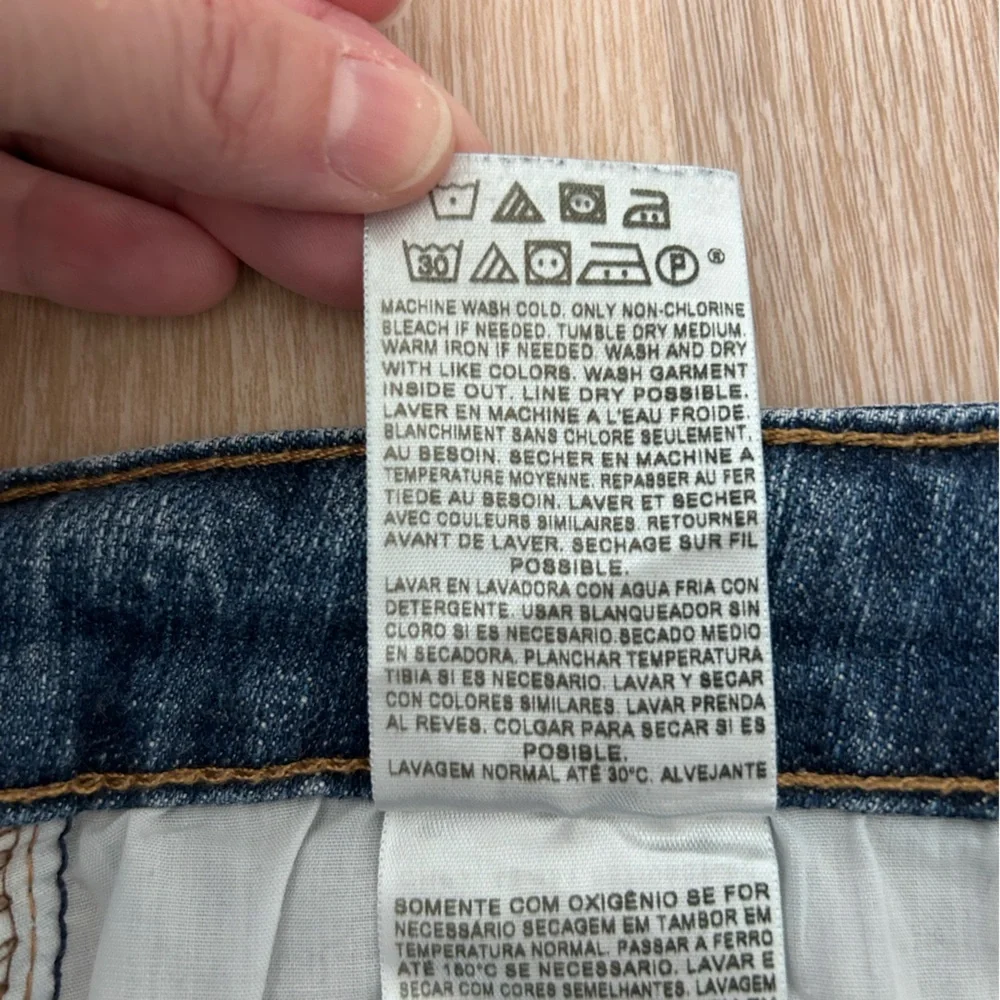 30 P ®
MACHINE WASH COLD. ONLY NON-CHLORINE
BLEACH IF NEEDED. TUMBLE DRY MEDIUM.
WARM IRON IF NEEDED. WASH AND DRY
WITH LIKE COLORS. WASH GARMENT
INSIDE OUT. LINE DRY POSSIBLE.
LAVER EN MACHINE A L'EAU FROIDE.
BLANCHIMENT SANS CHLORE SEULEMENT,
AU BESOIN. SECHER EN MACHINE A
TEMPERATURE MOYENNE. REPASSER AU FER
TIEDE AU BESOIN. LAVER ET SECHER
AVEC COULEURS SIMILAIRES. RETOURNER
AVANT DE LAVER. SECHAGE SUR FIL
POSSIBLE.
LAVAR EN LAVADORA CON AGUA FRIA CON
DETERGENTE. USAR BLANQUEADOR SIN
CLORO SI ES NECESARIO.SECADO MEDIO
EN SECADORA. PLANCHAR TEMPERATURA
TIBIA SI ES NECESARIO. LAVAR Y SECAR
CON COLORES SIMILARES. LAVAR PRENDA
AL REVES. COLGAR PARA SECAR SI ES
POSIBLE.
LAVAGEM NORMAL ATÉ 30°C. ALVEJANTE
SOMENTE COM OXIGÊNIO SE FOR
NECESSÁRIO SECAGEM EM TAMBOR EM
TEMPERATURA NORMAL. PASSAR A FERRO
ATÉ 150°C SE NECESSÁRIO. LAVAR E
SECAR COM CORES SEMELHANTES. LAVAGEM